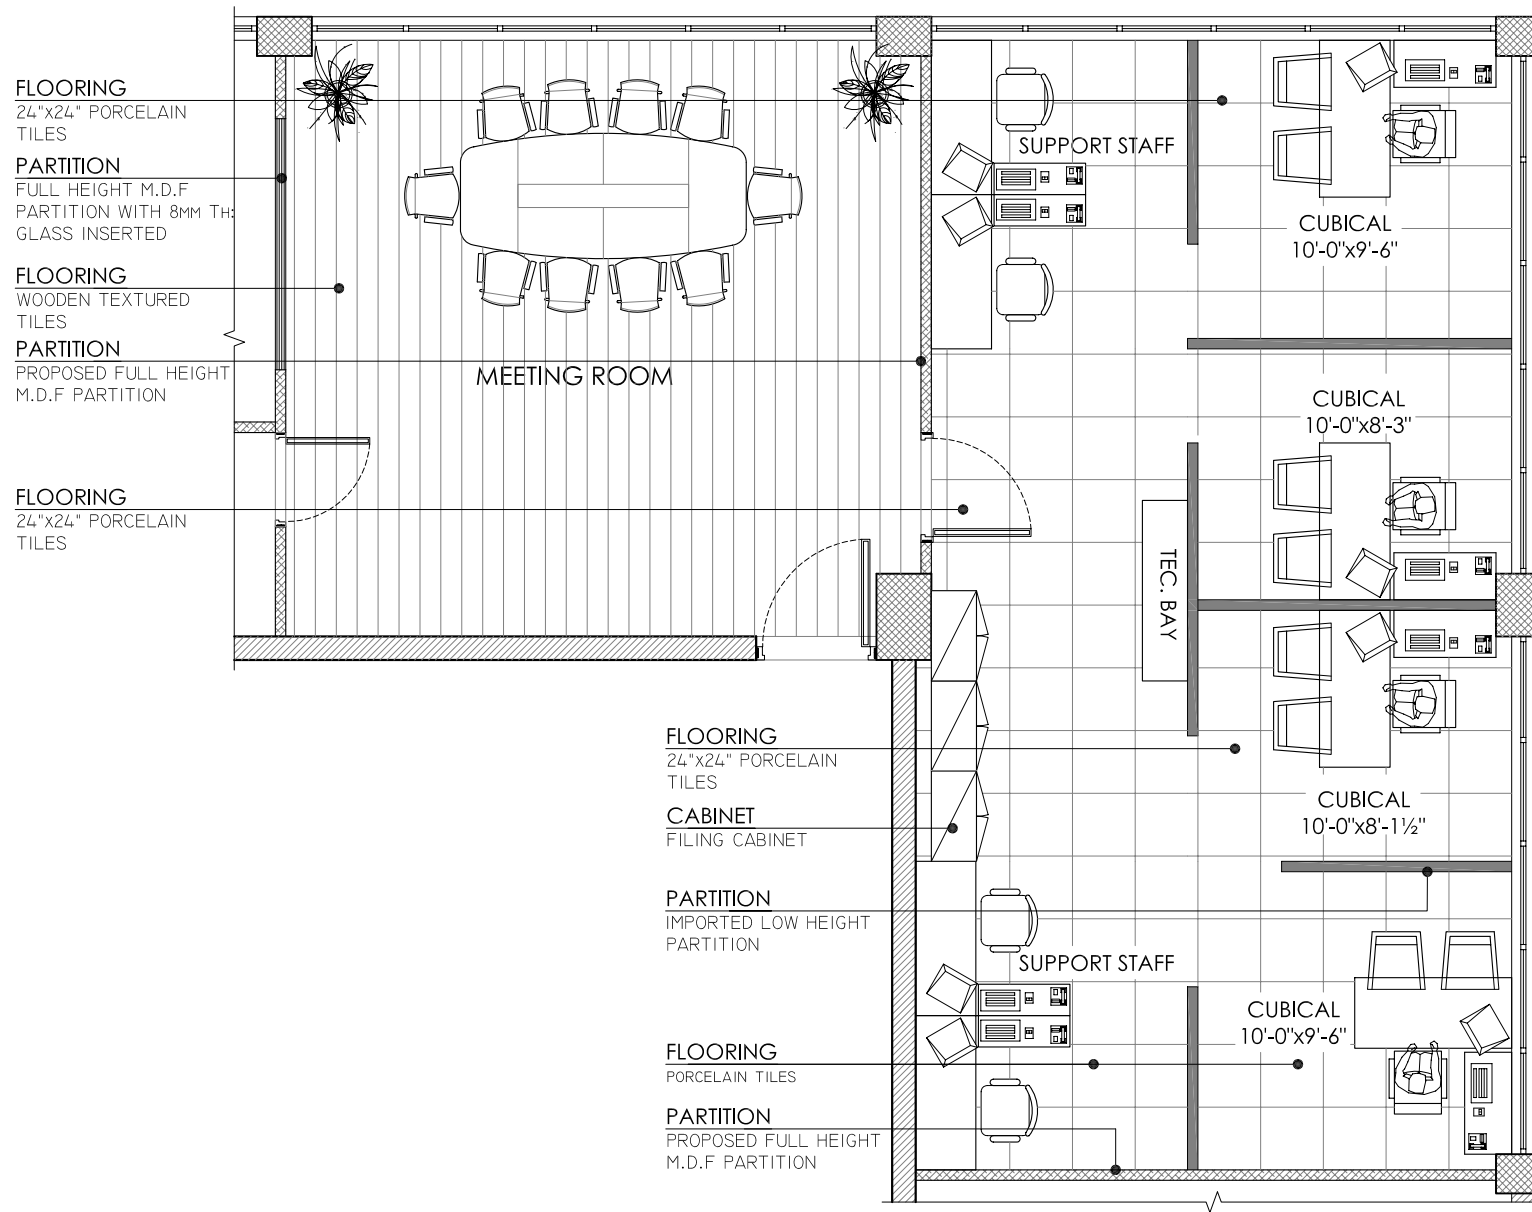 FLOORING
24"x24" PORCELAIN
TILES
PARTITION
FULL HEIGHT M.D.F
PARTITION WITH 8MM TH:
GLASS INSERTED
FLOORING
WOODEN TEXTURED
TILES
PARTITION
PROPOSED FULL HEIGHT
M.D.F PARTITION
FLOORING
24"x24" PORCELAIN
TILES
MEETING ROOM
SUPPORT STAFF
CUBICAL
10'-0"x9'-6"
CUBICAL
10'-0"x8'-3"
TEC. BAY
CUBICAL
10'-0"x8'-1½"
FLOORING
24"x24" PORCELAIN
TILES
CABINET
FILING CABINET
PARTITION
IMPORTED LOW HEIGHT
PARTITION
SUPPORT STAFF
CUBICAL
10'-0"x9'-6"
FLOORING
PORCELAIN TILES
PARTITION
PROPOSED FULL HEIGHT
M.D.F PARTITION